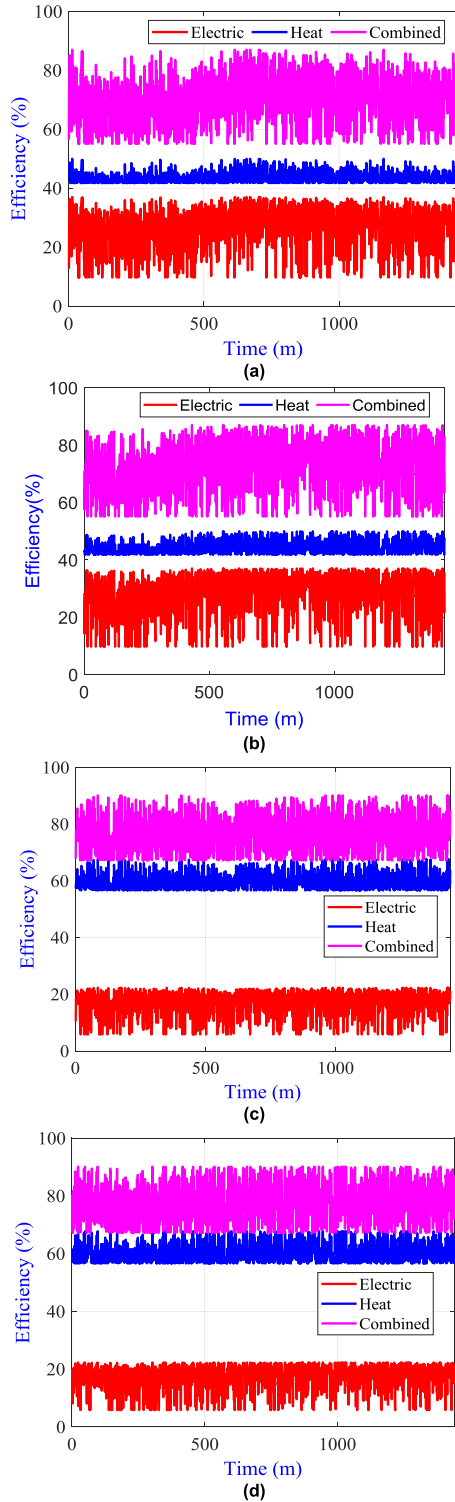 100
Electric Heat Combined
80
60
40
20
0
Efficiency (%)
0 500 1000
Time (m)
(a)
100
Electric Heat Combined
80
60
40
20
0
Efficiency(%)
0 500 1000
Time (m)
(b)
100
80
60
40
20
0
Efficiency (%)
Electric
Heat
Combined
0 500 1000
Time (m)
(c)
100
80
60
40
20
0
Efficiency (%)
Electric
Heat
Combined
0 500 1000
Time (m)
(d)